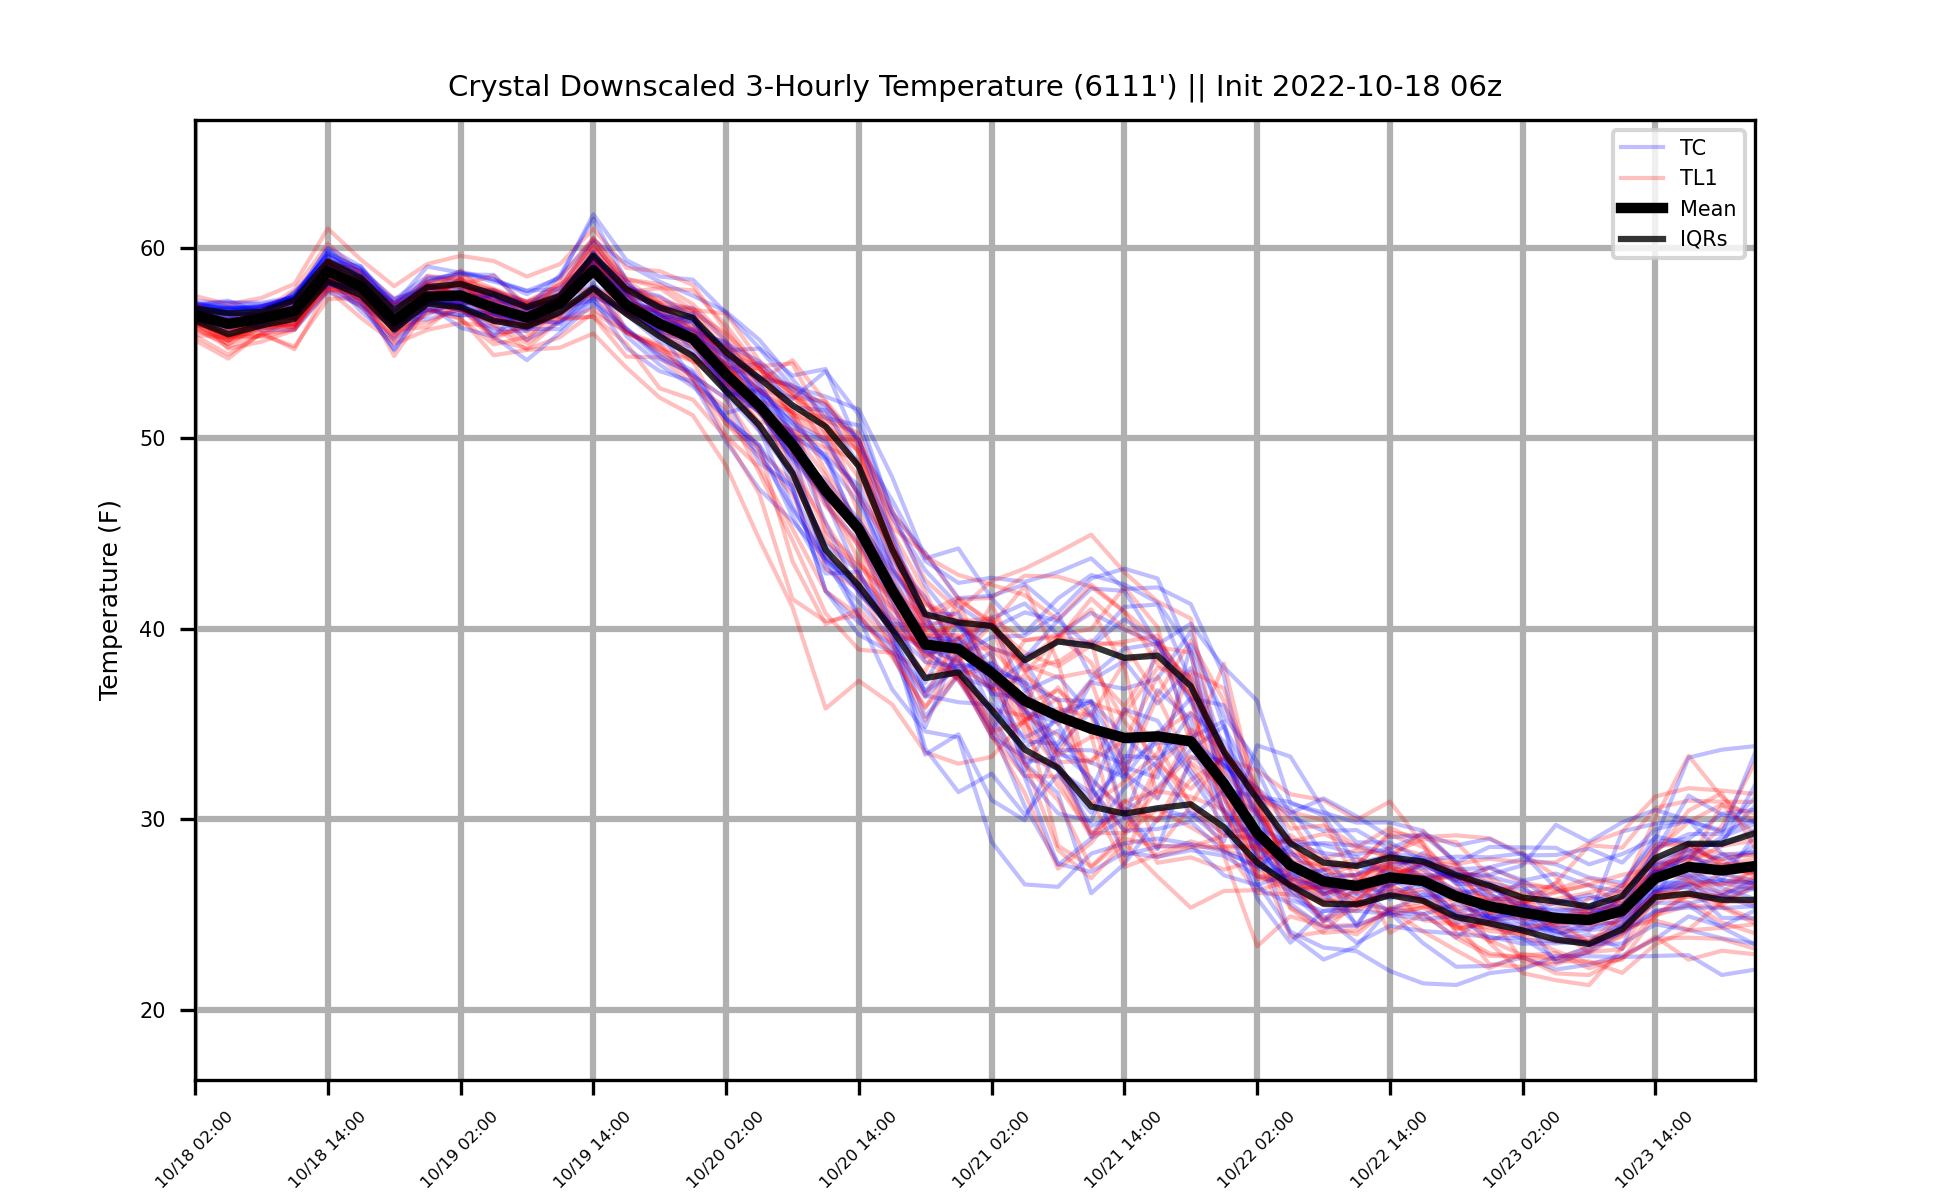 Crystal Downscaled 3-Hourly Temperature (6111') || Init 2022-10-18 06z
TC
TL1
Mean
IQRs
Temperature (F)
60
50
40
30
20
10/18 02:00
10/18 14:00
10/19 02:00
10/19 14:00
10/20 02:00
10/20 14:00
10/21 02:00
10/21 14:00
10/22 02:00
10/22 14:00
10/23 02:00
10/23 14:00